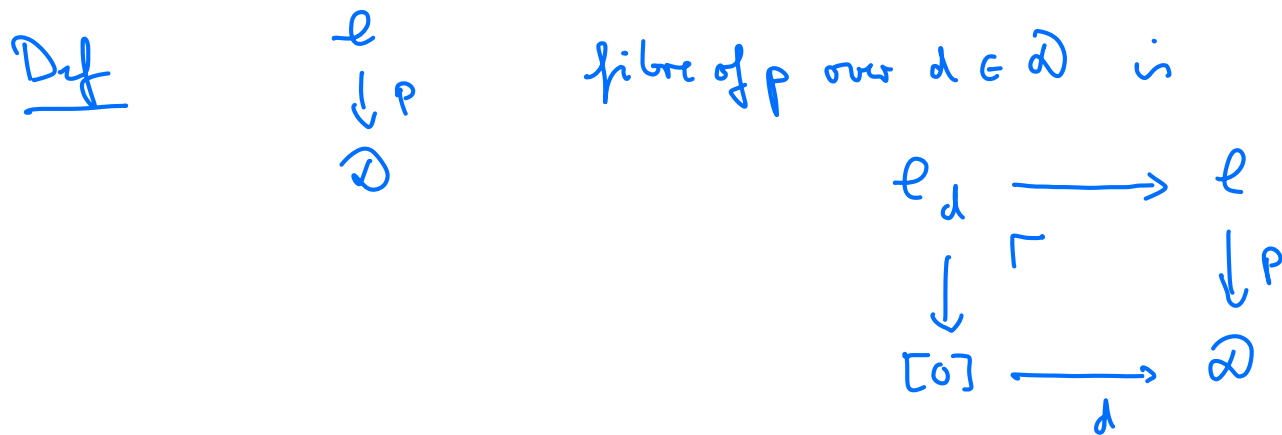 Def 𝒞 fibre of p over d ∈ 𝒟 is
↓ p
𝒟
𝒞_d ⟶ 𝒞
↓ Γ ↓ p
[0] ⟶ 𝒟
d